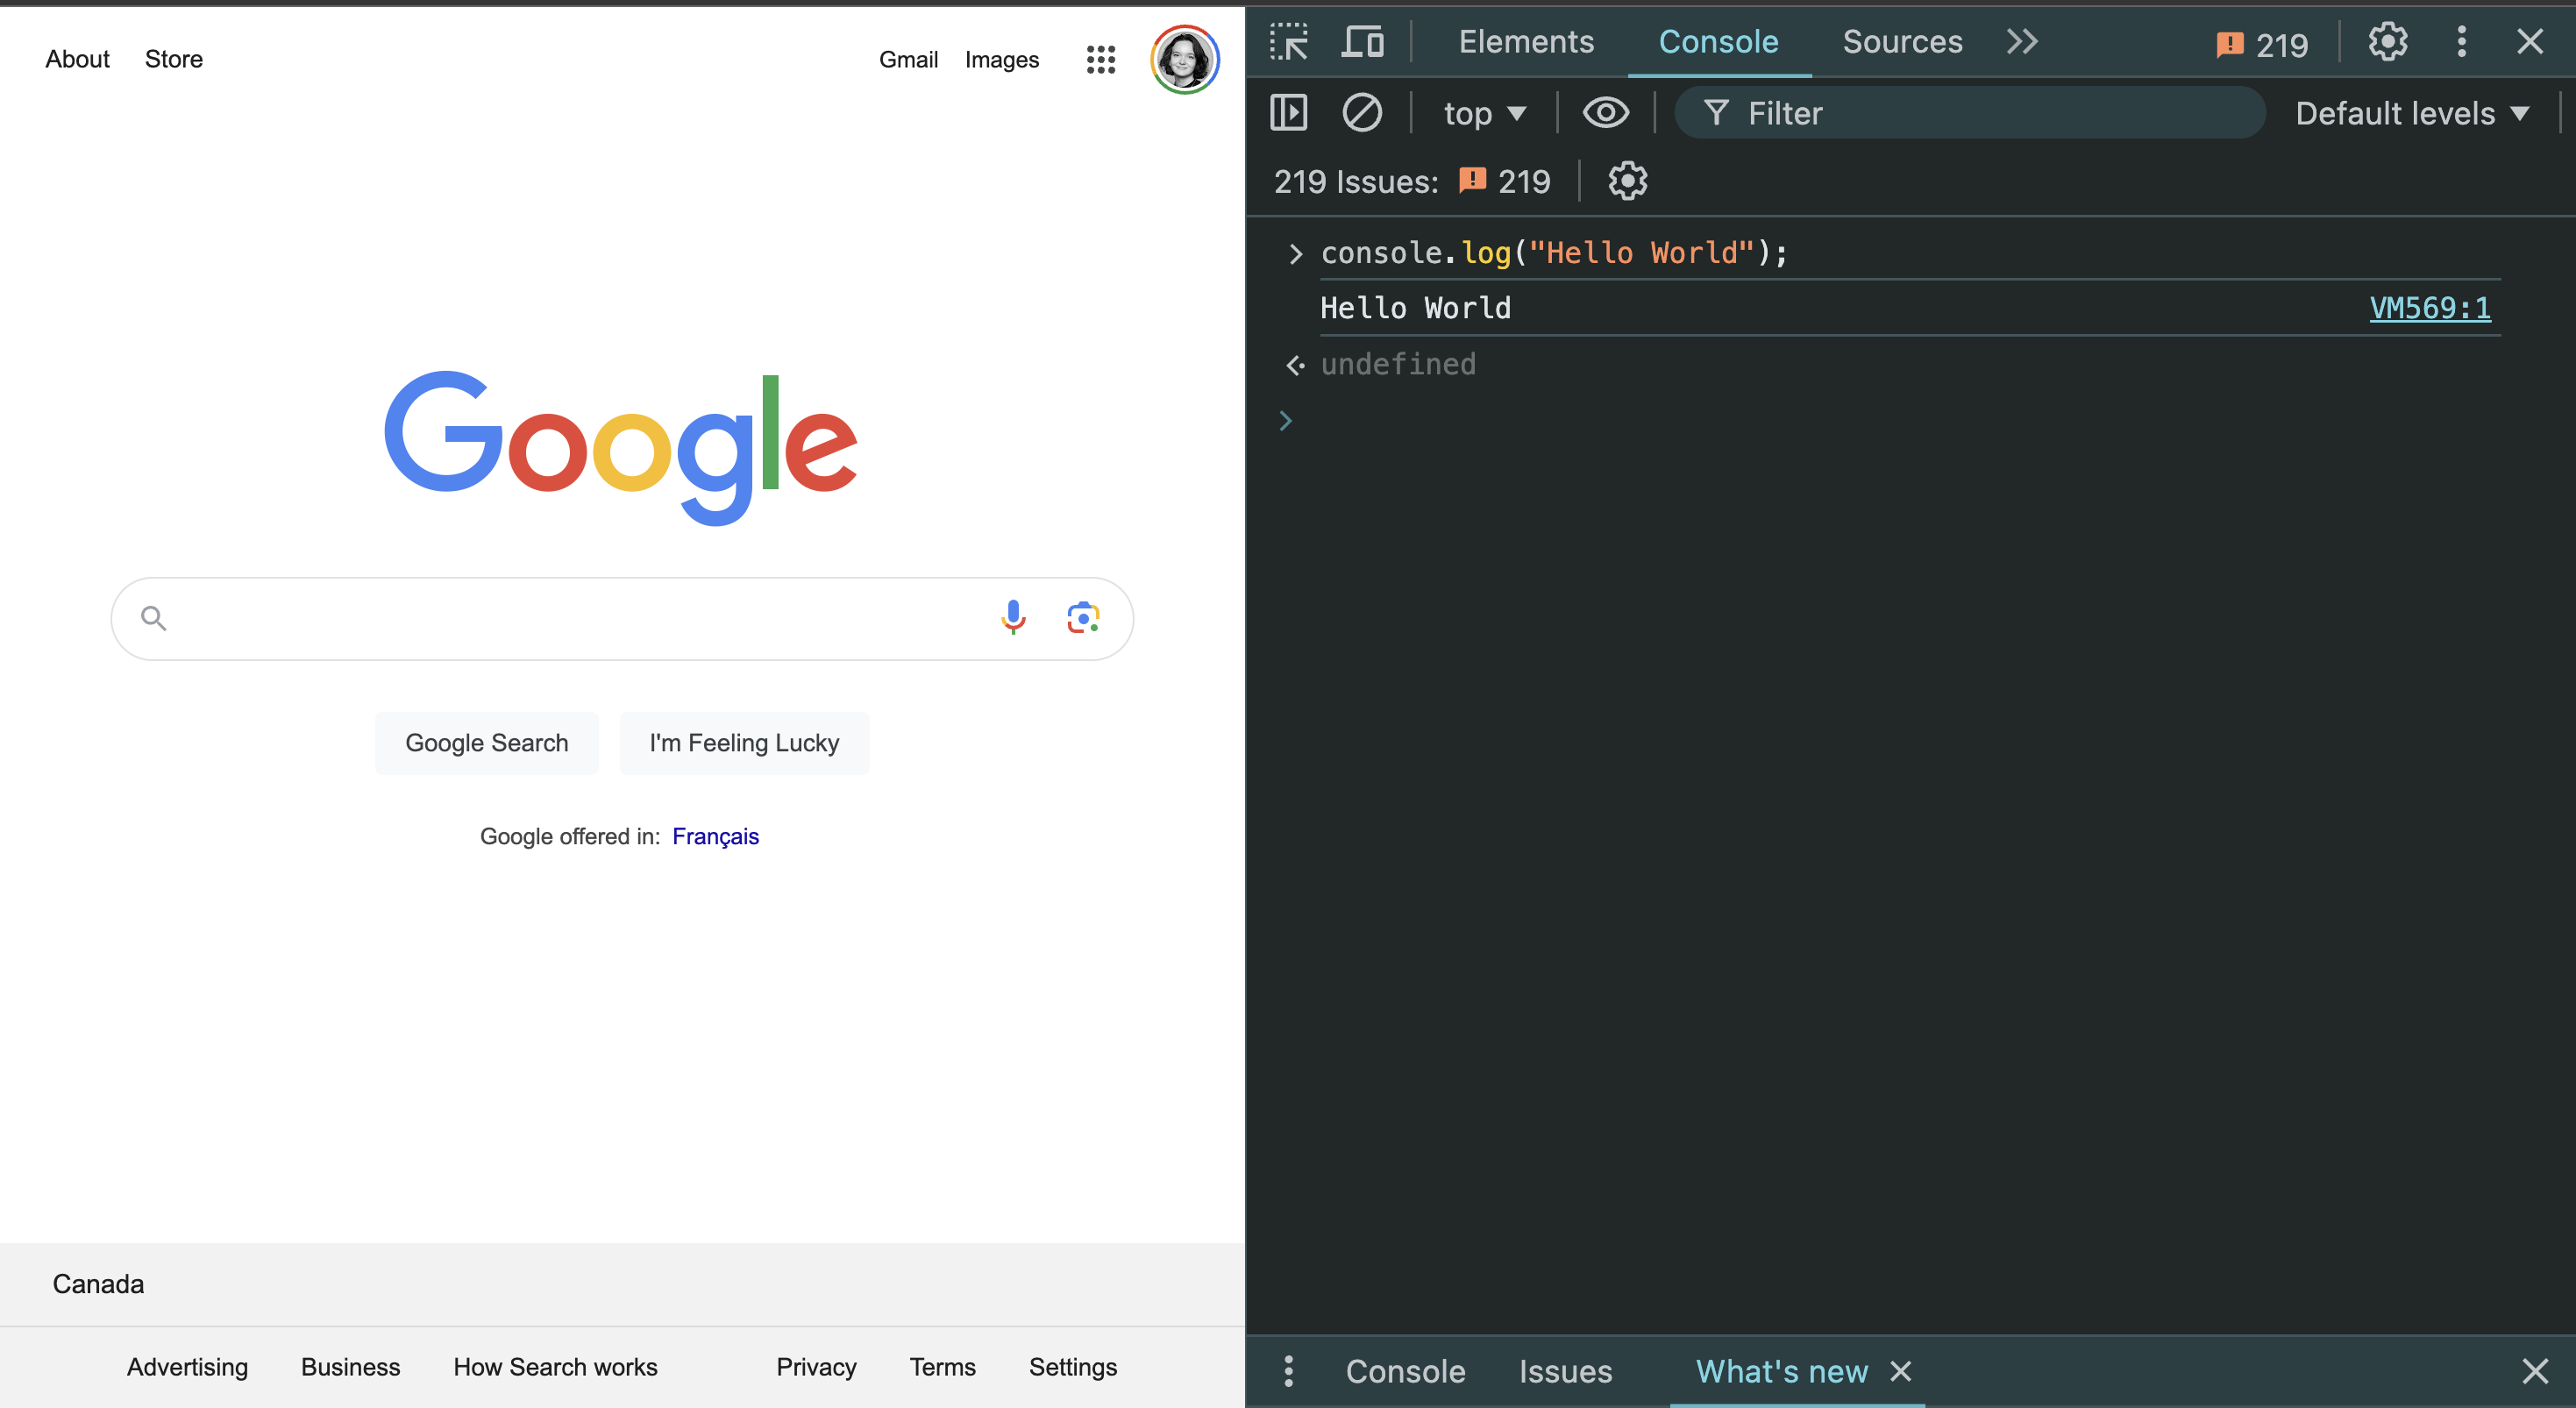 About Store Gmail Images
Google
Google Search I'm Feeling Lucky
Google offered in: Français
Canada
Advertising Business How Search works Privacy Terms Settings
Elements Console Sources 219
top Filter Default levels
219 Issues: 219
console.log("Hello World");
Hello World VM569:1
undefined
Console Issues What's new